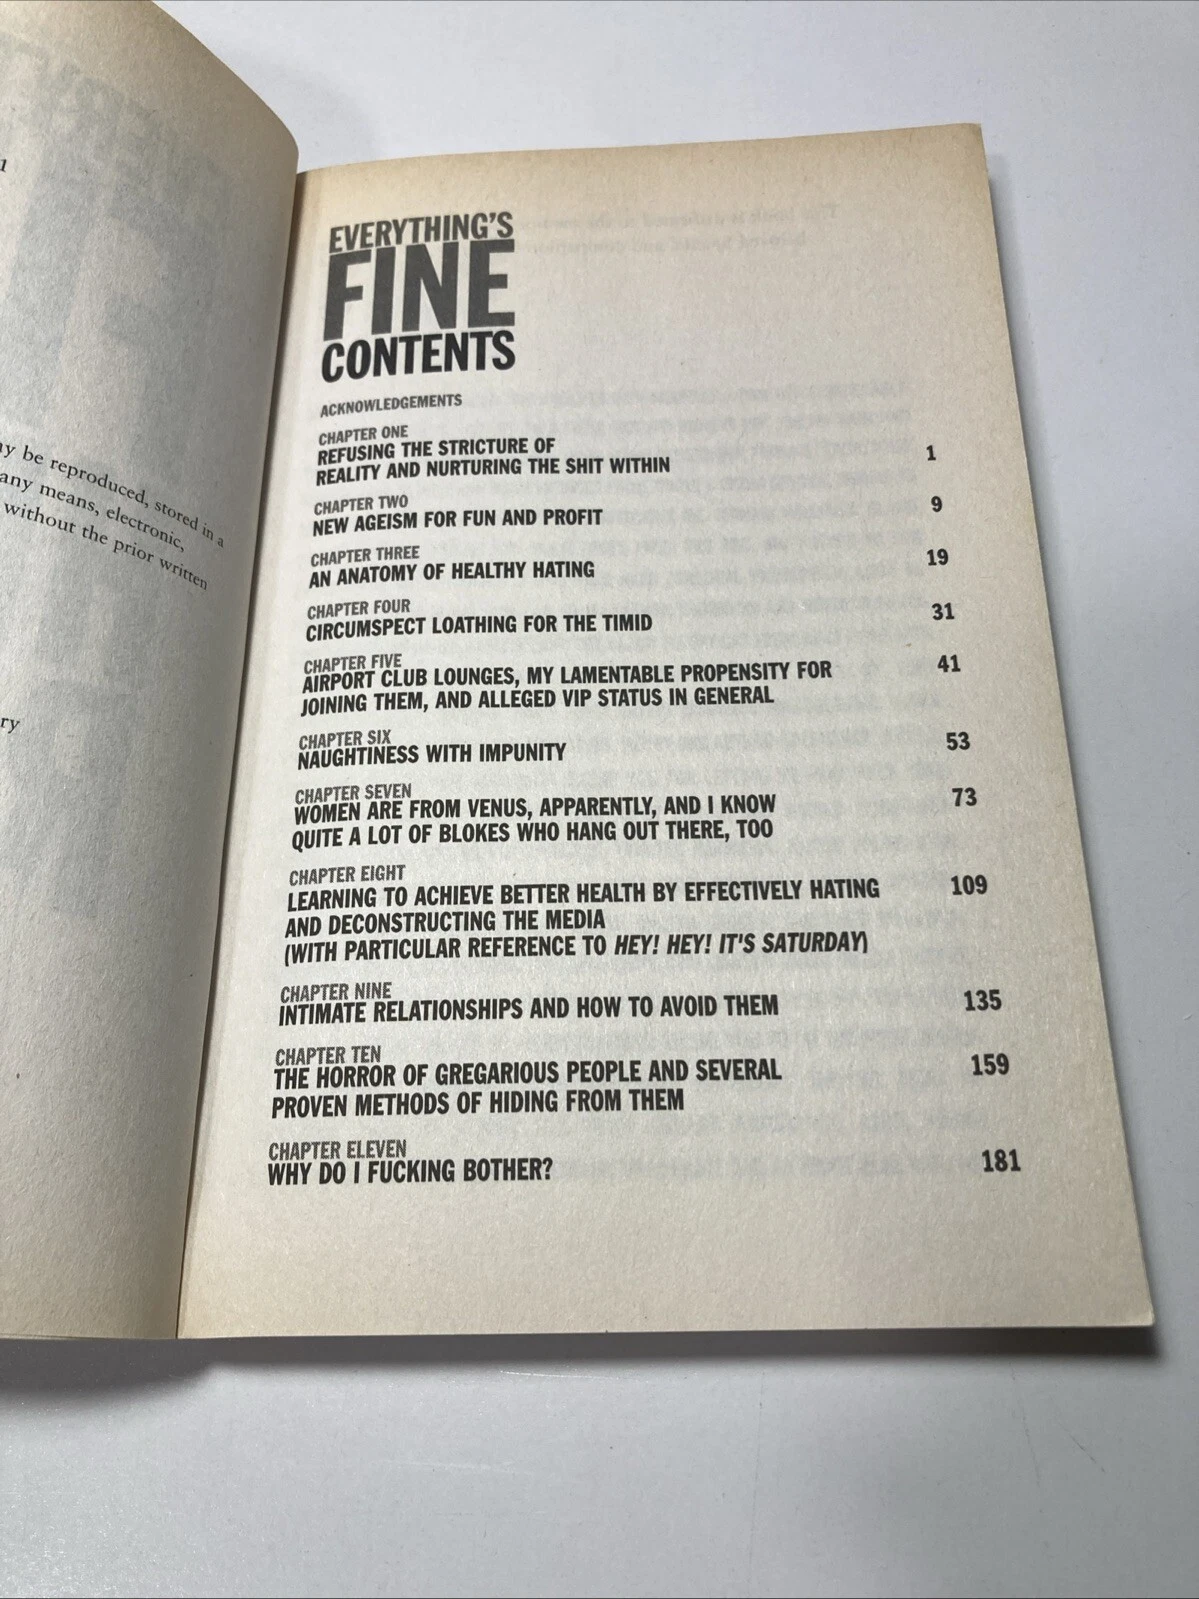 1
ay be reproduced, stored in a
any means, electronic,
without the prior written
ry
EVERYTHING'S
FINE
CONTENTS
ACKNOWLEDGEMENTS
CHAPTER ONE
REFUSING THE STRICTURE OF
REALITY AND NURTURING THE SHIT WITHIN 1
CHAPTER TWO
NEW AGEISM FOR FUN AND PROFIT 9
CHAPTER THREE
AN ANATOMY OF HEALTHY HATING 19
CHAPTER FOUR
CIRCUMSPECT LOATHING FOR THE TIMID 31
CHAPTER FIVE
AIRPORT CLUB LOUNGES, MY LAMENTABLE PROPENSITY FOR 41
JOINING THEM, AND ALLEGED VIP STATUS IN GENERAL
CHAPTER SIX
NAUGHTINESS WITH IMPUNITY 53
CHAPTER SEVEN
WOMEN ARE FROM VENUS, APPARENTLY, AND I KNOW 73
QUITE A LOT OF BLOKES WHO HANG OUT THERE, TOO
CHAPTER EIGHT
LEARNING TO ACHIEVE BETTER HEALTH BY EFFECTIVELY HATING 109
AND DECONSTRUCTING THE MEDIA
(WITH PARTICULAR REFERENCE TO HEY! HEY! IT'S SATURDAY)
CHAPTER NINE
INTIMATE RELATIONSHIPS AND HOW TO AVOID THEM 135
CHAPTER TEN
THE HORROR OF GREGARIOUS PEOPLE AND SEVERAL 159
PROVEN METHODS OF HIDING FROM THEM
CHAPTER ELEVEN
WHY DO I FUCKING BOTHER? 181